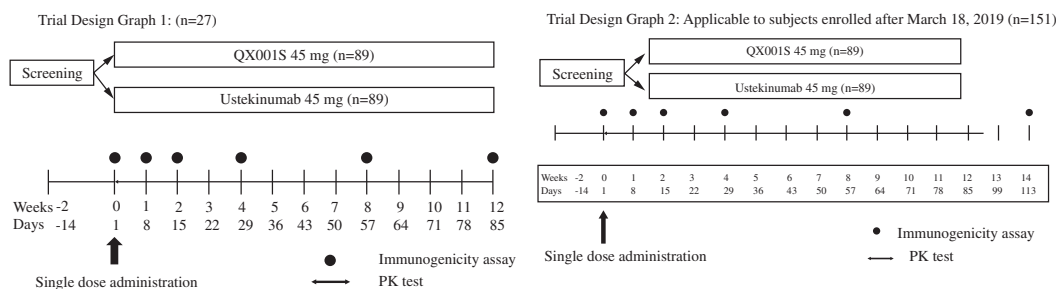 Trial Design Graph 1: (n=27)
QX001S 45 mg (n=89)
Screening
Ustekinumab 45 mg (n=89)
Weeks -2 0 1 2 3 4 5 6 7 8 9 10 11 12
Days -14 1 8 15 22 29 36 43 50 57 64 71 78 85
Immunogenicity assay
Single dose administration
PK test
Trial Design Graph 2: Applicable to subjects enrolled after March 18, 2019 (n=151)
QX001S 45 mg (n=89)
Screening
Ustekinumab 45 mg (n=89)
Weeks -2 0 1 2 3 4 5 6 7 8 9 10 11 12 13 14
Days -14 1 8 15 22 29 36 43 50 57 64 71 78 85 99 113
Immunogenicity assay
Single dose administration
PK test